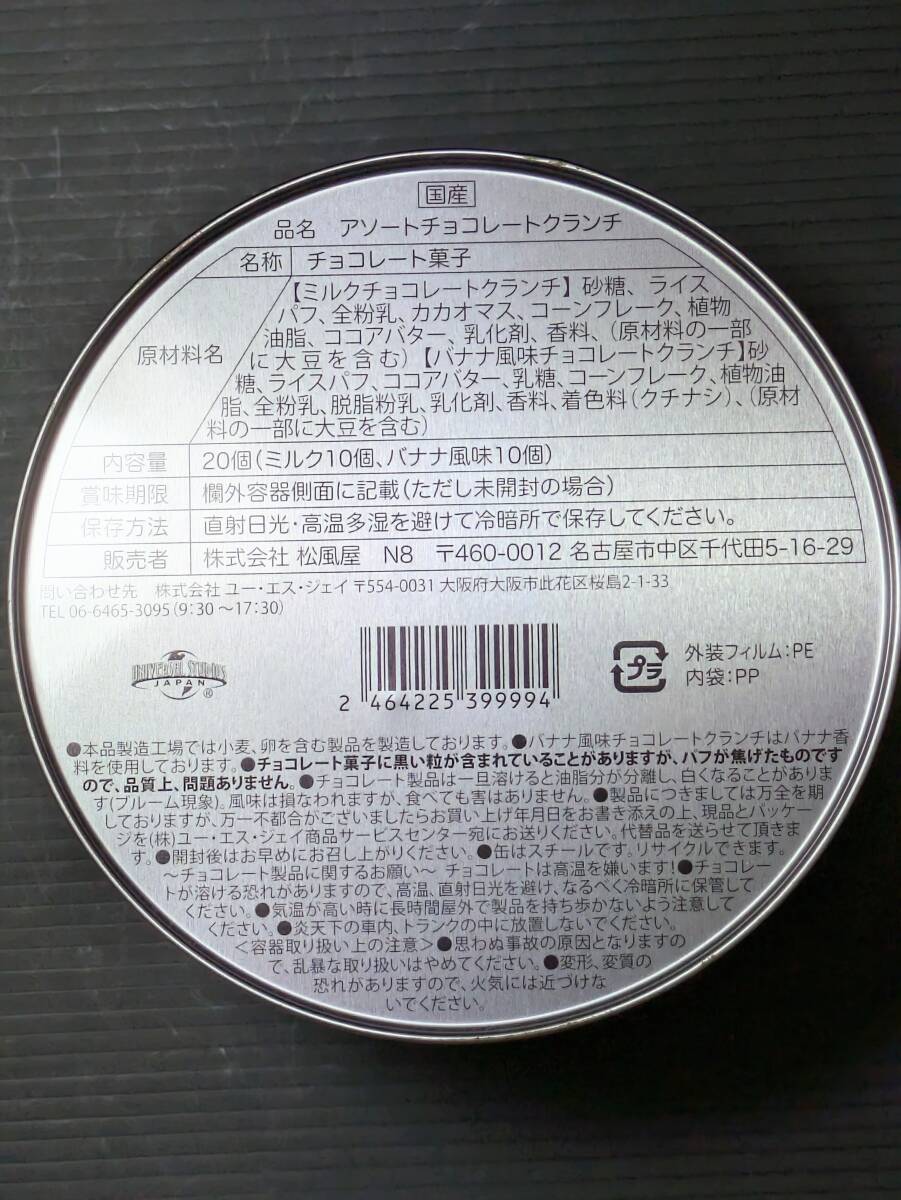 国産
品名 アソートチョコレートクランチ
名称 チョコレート菓子
原材料名
【ミルクチョコレートクランチ】砂糖、ライス
パフ、全粉乳、カカオマス、コーンフレーク、植物
油脂、ココアバター、乳化剤、香料、(原材料の一部
に大豆を含む)【バナナ風味チョコレートクランチ】砂
糖、ライスパフ、ココアバター、乳糖、コーンフレーク、植物油
脂、全粉乳、脱脂粉乳、乳化剤、香料、着色料(クチナシ)、(原材
料の一部に大豆を含む)
内容量 20個(ミルク10個、バナナ風味10個)
賞味期限 欄外容器側面に記載(ただし未開封の場合)
保存方法 直射日光・高温多湿を避けて冷暗所で保存してください。
販売者 株式会社 松風屋 N8 〒460-0012 名古屋市中区千代田5-16-29
問い合わせ先 株式会社 ユー・エス・ジェイ 〒554-0031 大阪府大阪市此花区桜島2-1-33
TEL 06-6465-3095(9:30 ~17:30)
UNIVERSAL STUDIOS
JAPAN ®
2 464225 399994
プラ
外装フィルム:PE
内袋:PP
●本品製造工場では小麦、卵を含む製品を製造しております。●バナナ風味チョコレートクランチはバナナ香
料を使用しております。●チョコレート菓子に黒い粒が含まれていることがありますが、パフが焦げたものです
ので、品質上、問題ありません。●チョコレート製品は一旦溶けると油脂分が分離し、白くなることがありま
す(ブルーム現象)。風味は損なわれますが、食べても害はありません。●製品につきましては万全を期
しておりますが、万一不都合がございましたらお買い上げ年月日をお書き添えの上、現品とパッケー
ジを(株)ユー・エス・ジェイ商品サービスセンター宛にお送りください。代替品を送らせて頂きま
す。●開封後はお早めにお召し上がりください。●缶はスチールです。リサイクルできます。
～チョコレート製品に関するお願い～ チョコレートは高温を嫌います!●チョコレー
トが溶ける恐れがありますので、高温、直射日光を避け、なるべく冷暗所に保管して
ください。●気温が高い時に長時間屋外で製品を持ち歩かないよう注意して
ください。●炎天下の車内、トランクの中に放置しないでください。
<容器取り扱い上の注意>●思わぬ事故の原因となりますの
で、乱暴な取り扱いはやめてください。●変形、変質の
恐れがありますので、火気には近づけな
いでください。